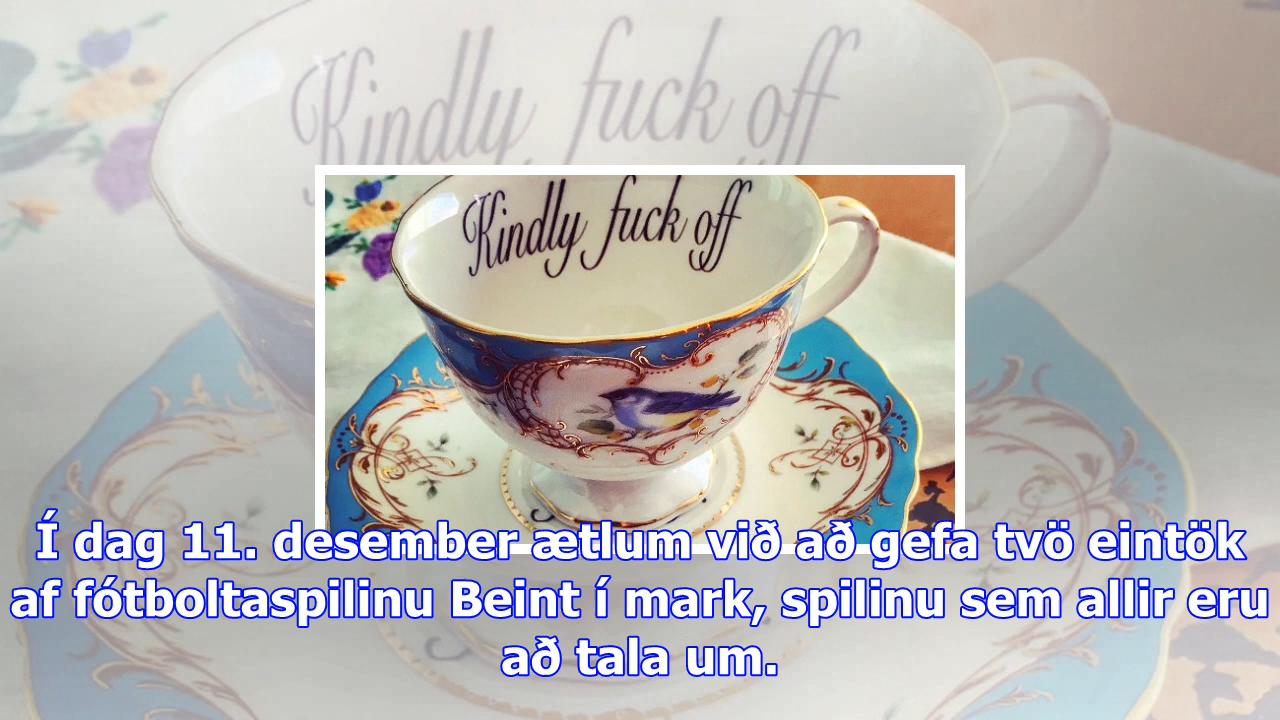 Kindly fuck off
Kindly fuck off
Í dag 11. desember ætlum við að gefa tvö eintök
af fótboltaspilinu Beint í mark, spilinu sem allir eru
að tala um.